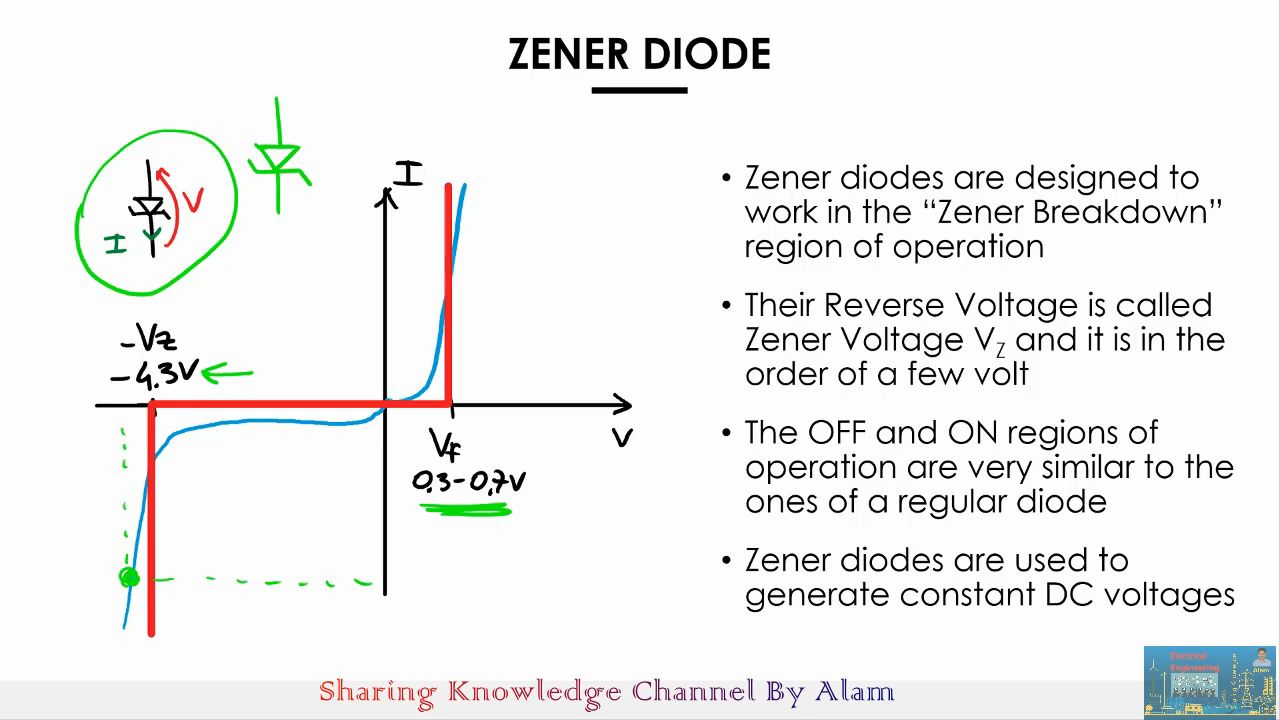 ZENER DIODE
I
V
I
-Vz
-4.3V
V
Vf
0.3-0.7V
• Zener diodes are designed to
work in the “Zener Breakdown”
region of operation
• Their Reverse Voltage is called
Zener Voltage VZ and it is in the
order of a few volt
• The OFF and ON regions of
operation are very similar to the
ones of a regular diode
• Zener diodes are used to
generate constant DC voltages
Electrical
Engineering
Alam
Sharing Knowledge Channel By Alam